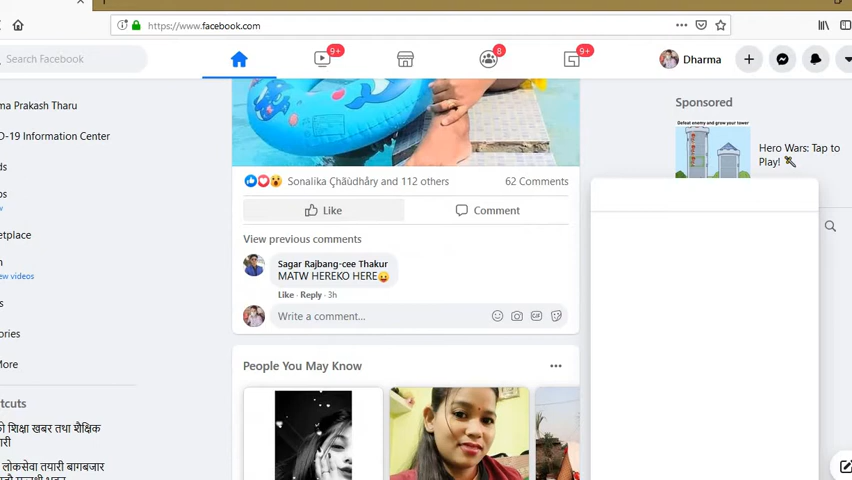 https://www.facebook.com
Search Facebook
9+
8
9+
Dharma
ma Prakash Tharu
D-19 Information Center
ds
ps
w
etplace
n
ew videos
s
ories
More
tcuts
को शिक्षा खबर तथा शैक्षिक
री
लोकसेवा तयारी बागबजार
Sonalika Çhãùdhåry and 112 others
62 Comments
Like
Comment
View previous comments
Sagar Rajbang-cee Thakur
MATW HEREKO HERE😛
Like · Reply · 3h
Write a comment...
GIF
People You May Know
Sponsored
Defeat enemy and grow your tower
Hero Wars: Tap to
Play! 🗡️